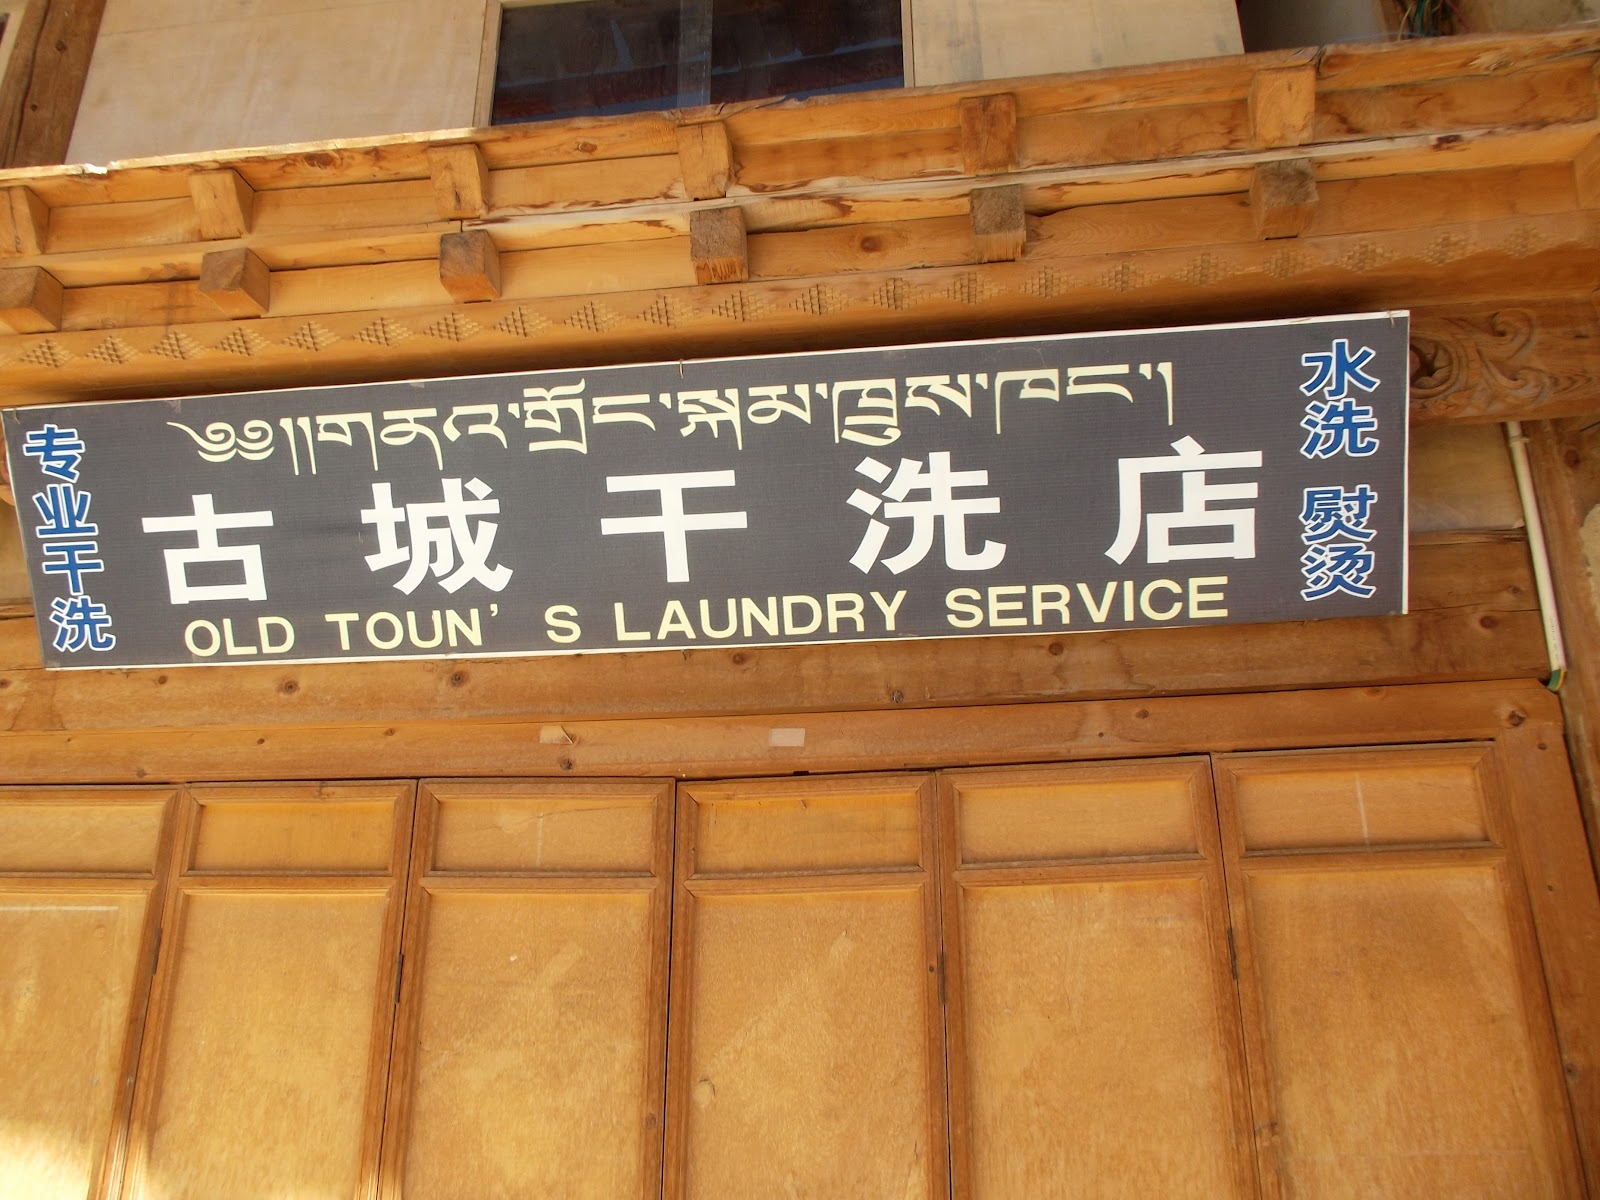 ༄༅།།གནའ་གྲོང་སྐམ་ཁྲུས་ཁང་།
专业干洗
古城干洗店
OLD TOUN'S LAUNDRY SERVICE
水洗 熨烫